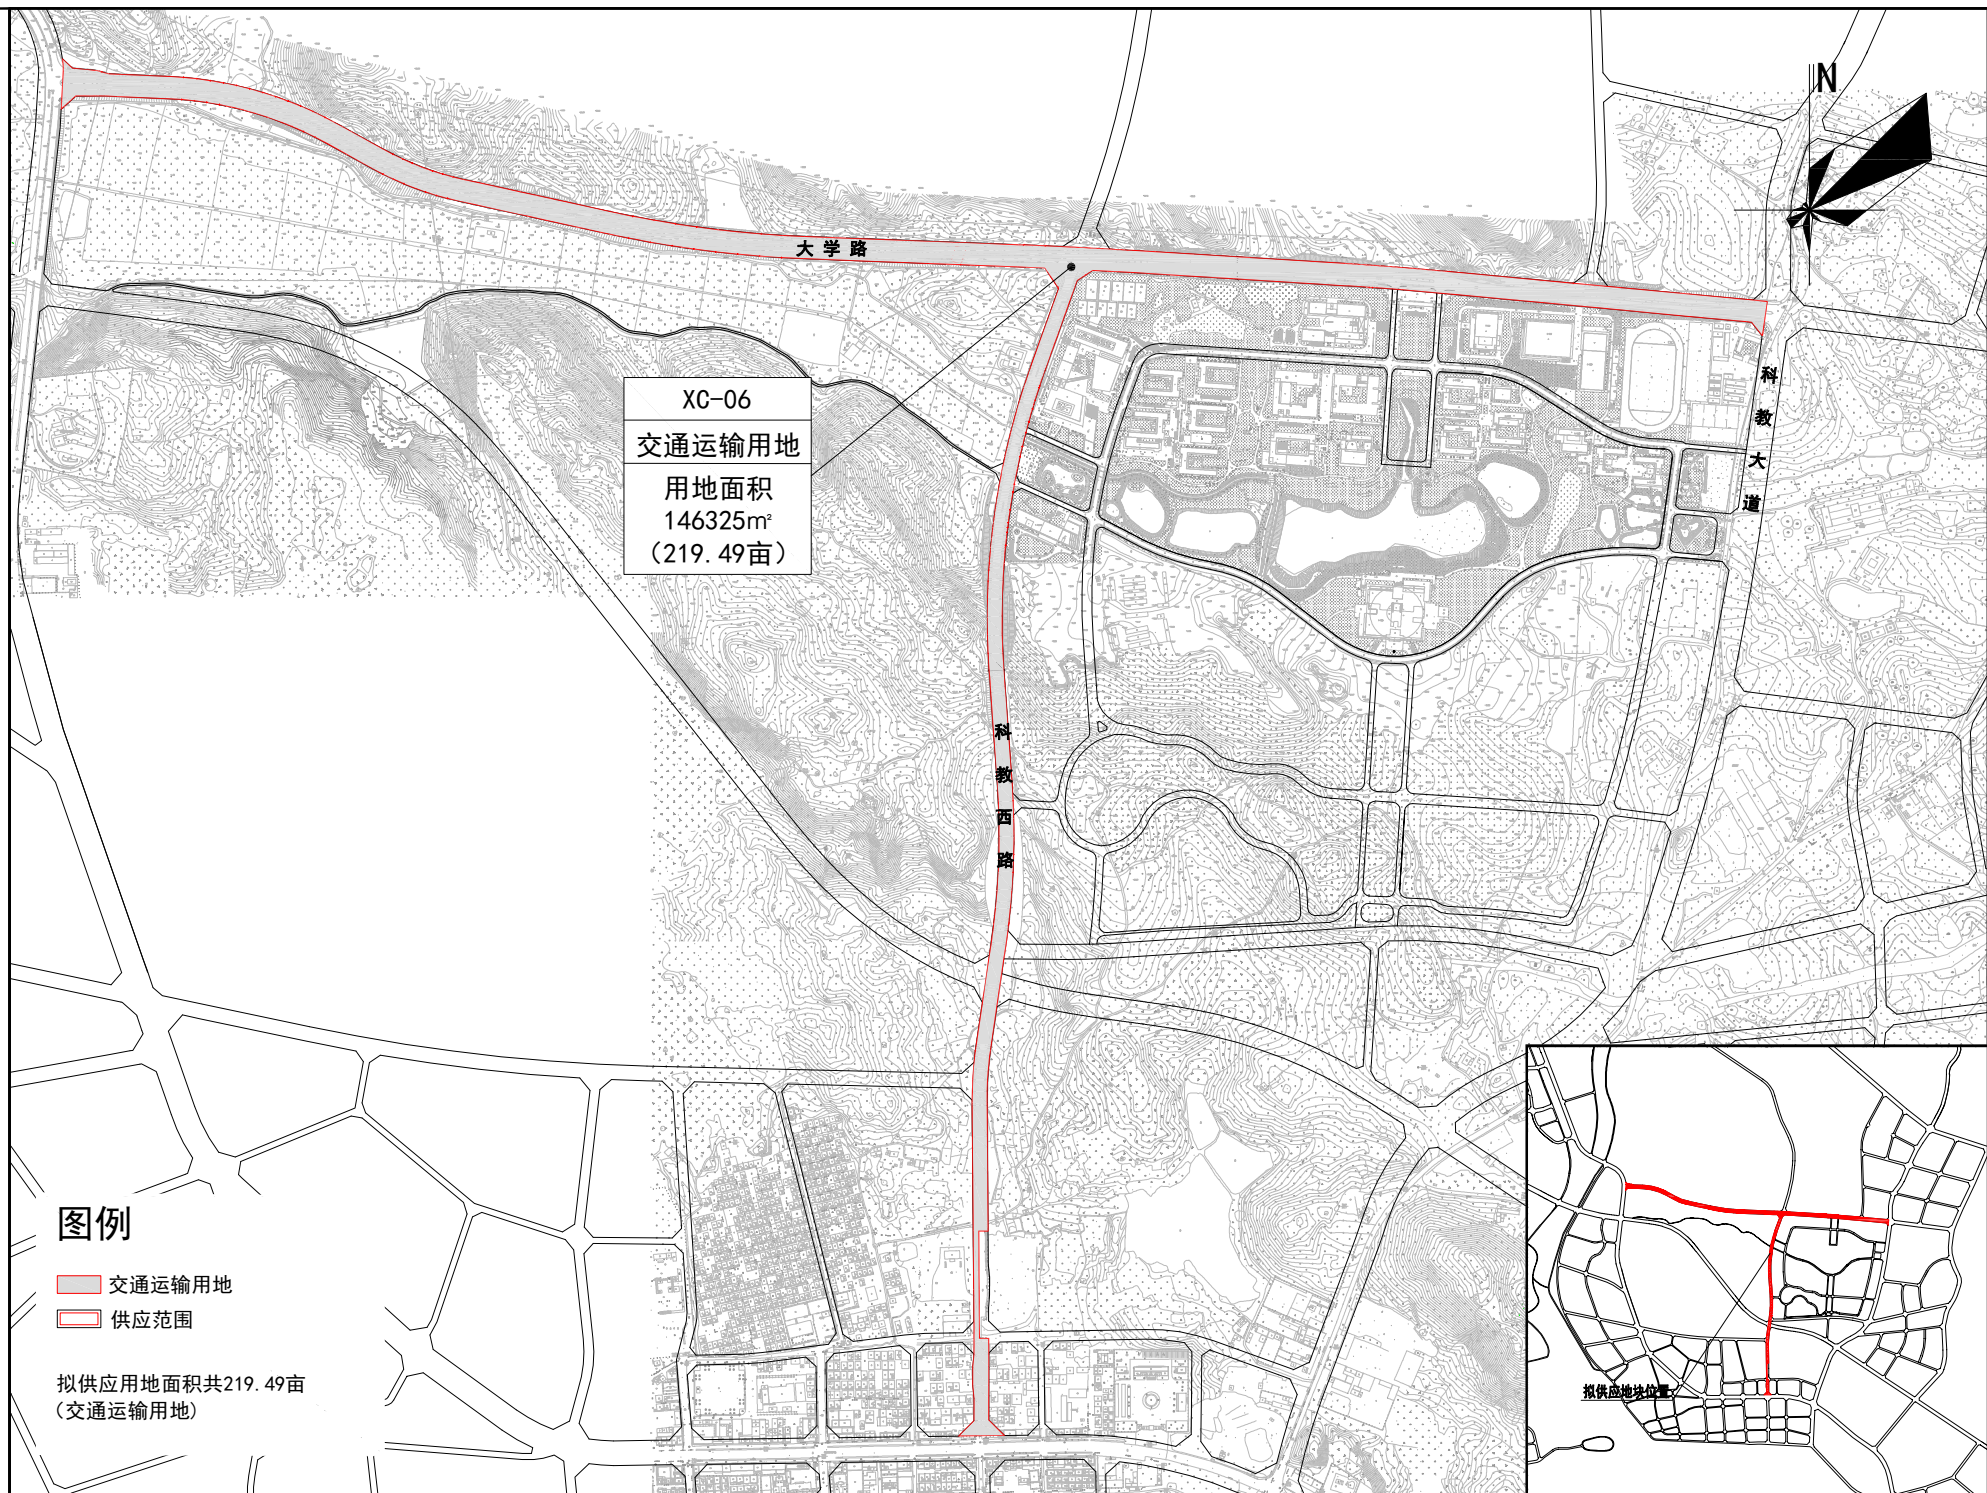 N
大学路
科教大道
XC-06
交通运输用地
用地面积
146325㎡
(219.49亩)
科教西路
图例
交通运输用地
供应范围
拟供应用地面积共219.49亩
(交通运输用地)
拟供应地块位置